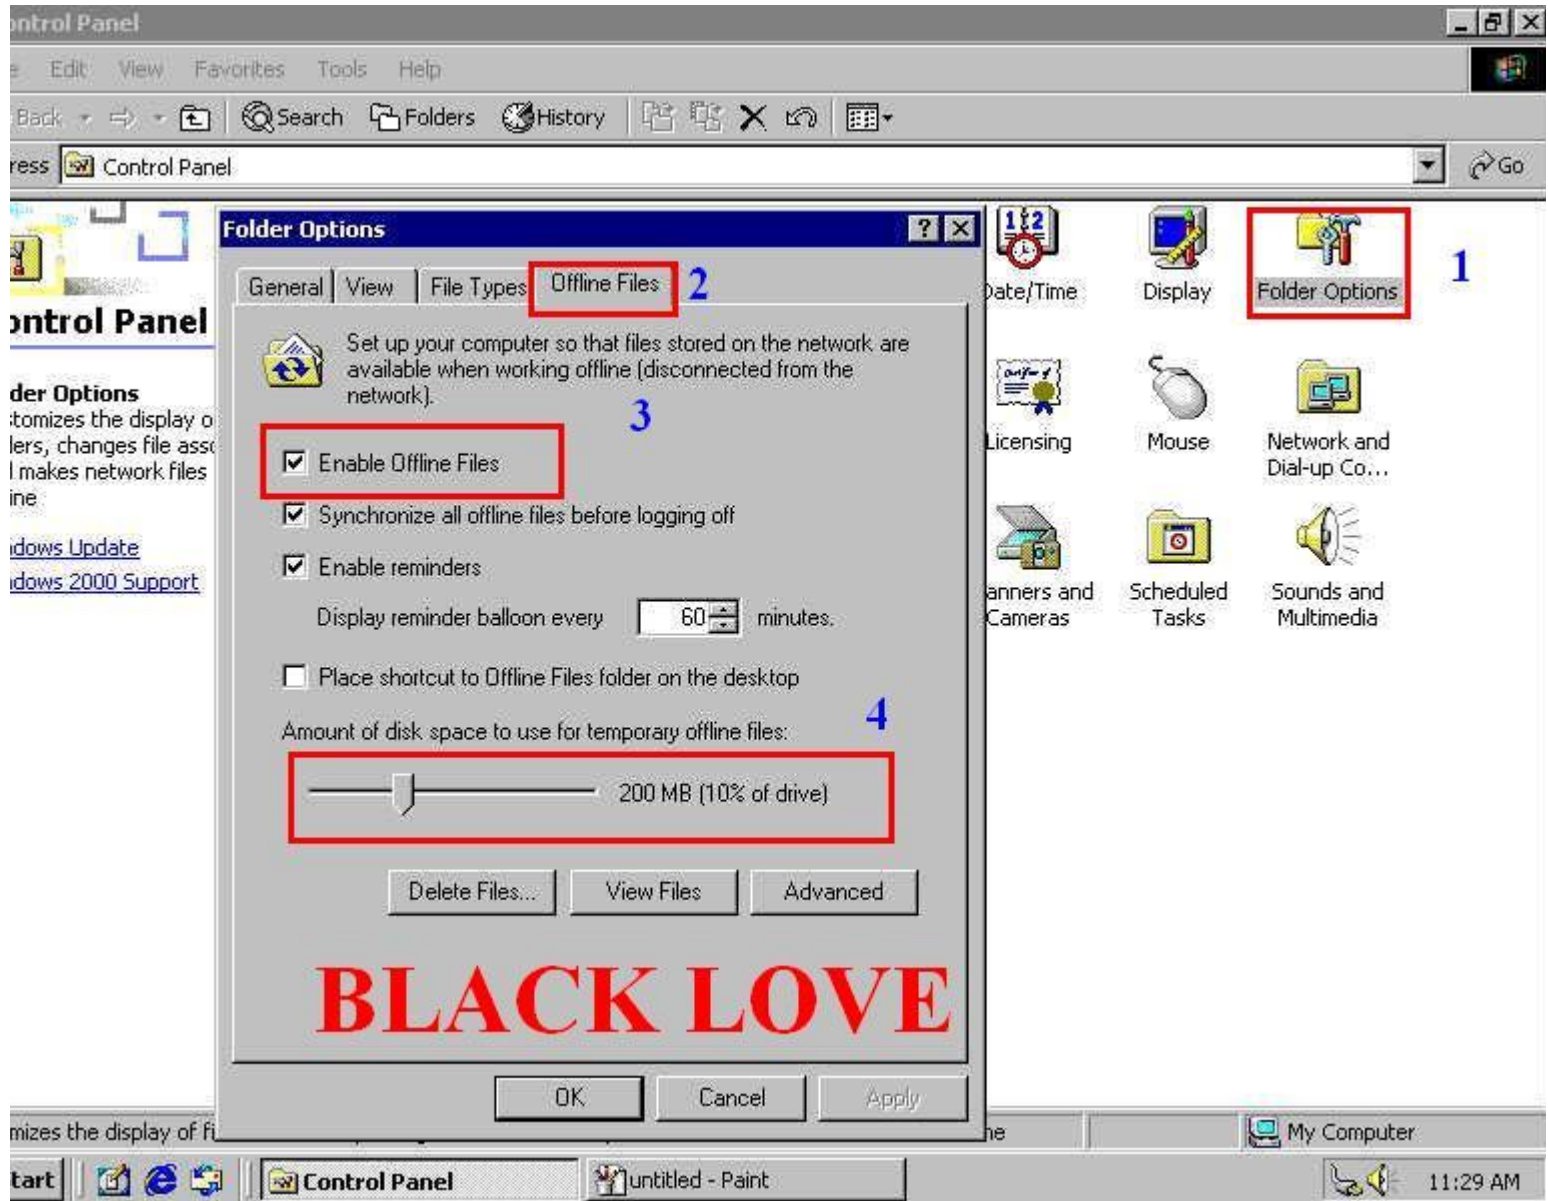 ontrol Panel
Edit View Favorites Tools Help
Back Search Folders History
ress Control Panel Go
Folder Options
General View File Types Offline Files 2
Set up your computer so that files stored on the network are
available when working offline (disconnected from the
network).
3
Enable Offline Files
Synchronize all offline files before logging off
Enable reminders
Display reminder balloon every 60 minutes.
Place shortcut to Offline Files folder on the desktop
4
Amount of disk space to use for temporary offline files:
200 MB (10% of drive)
Delete Files... View Files Advanced
BLACK LOVE
OK Cancel Apply
ontrol Panel
der Options
stomizes the display o
lers, changes file asso
makes network files
ine
dows Update
dows 2000 Support
Date/Time Display Folder Options 1
Licensing Mouse Network and
Dial-up Co...
anners and Scheduled Sounds and
Cameras Tasks Multimedia
mizes the display of fi ne My Computer
tart Control Panel untitled - Paint 11:29 AM